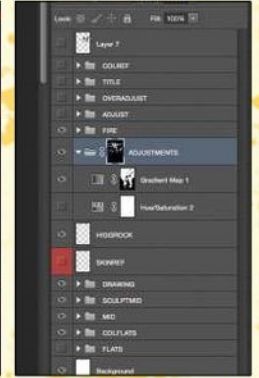 Lock: Fill: 100%
Layer 7
COLREF
TITLE
OVERADJUST
ADJUST
FIRE
ADJUSTMENTS
Gradient Map 1
Hue/Saturation 2
HIGGROCK
SKINREF
DRAWING
SCULPTMID
MID
COLFLATS
FLATS
Background